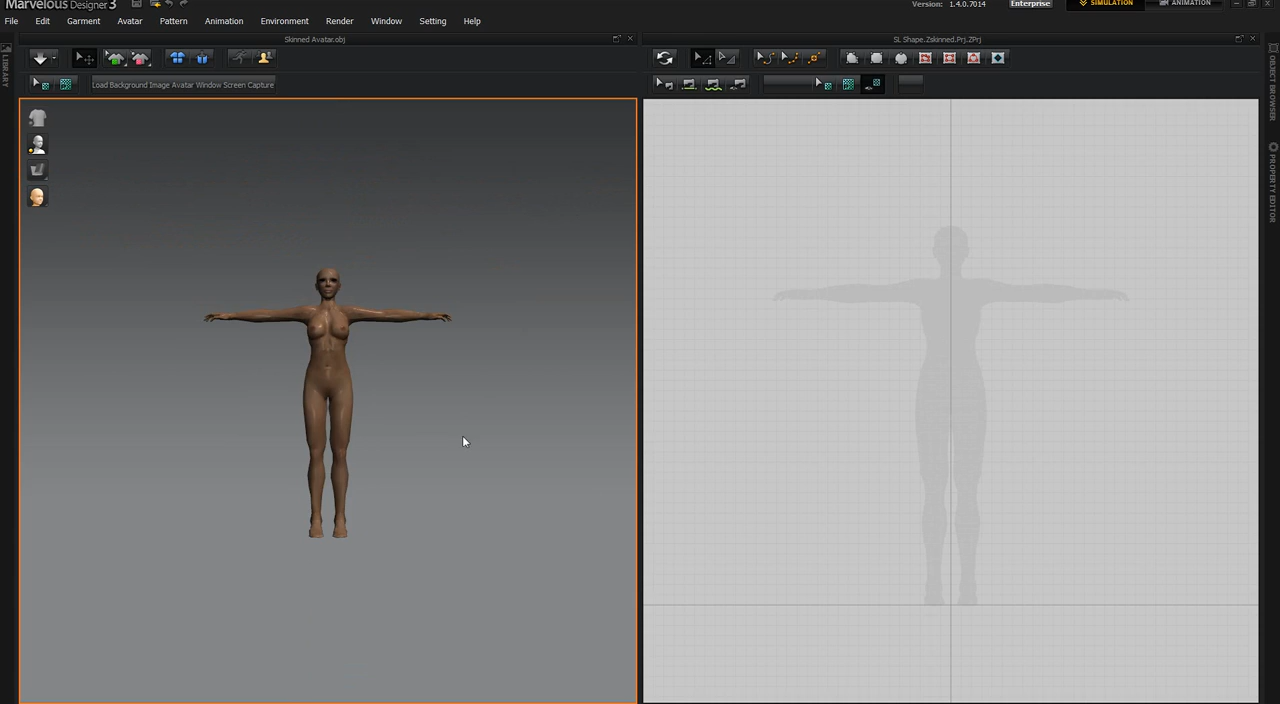 Marvelous Designer 3
Version: 1.4.0.7014
Enterprise
SIMULATION
ANIMATION
File
Edit
Garment
Avatar
Pattern
Animation
Environment
Render
Window
Setting
Help
Skinned Avatar.obj
SL Shape.Zskinned.Prj.ZPrj
Load Background Image Avatar Window Screen Capture
LIBRARY
OBJECT BROWSER
PROPERTY EDITOR